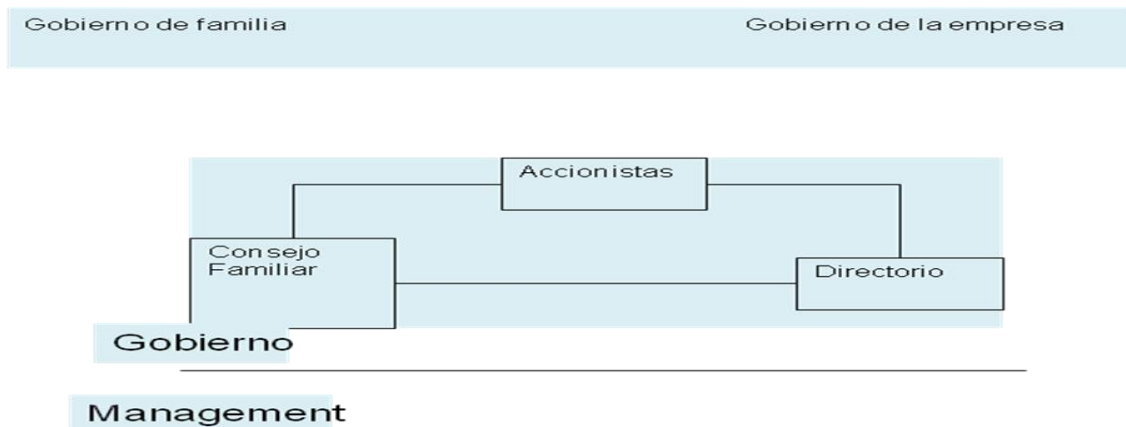 Gobierno de familia
Gobierno de la empresa
Accionistas
Consejo
Familiar
Directorio
Gobierno
Management